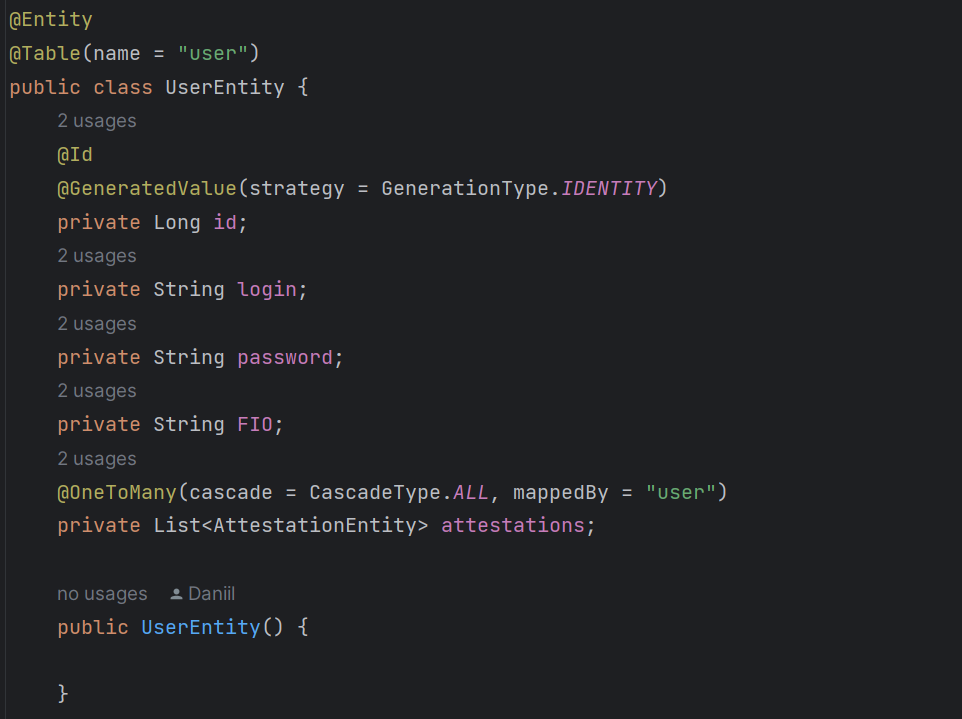 @Entity
@Table(name = "user")
public class UserEntity {
2 usages
@Id
@GeneratedValue(strategy = GenerationType.IDENTITY)
private Long id;
2 usages
private String login;
2 usages
private String password;
2 usages
private String FIO;
2 usages
@OneToMany(cascade = CascadeType.ALL, mappedBy = "user")
private List<AttestationEntity> attestations;
no usages Daniil
public UserEntity() {
}